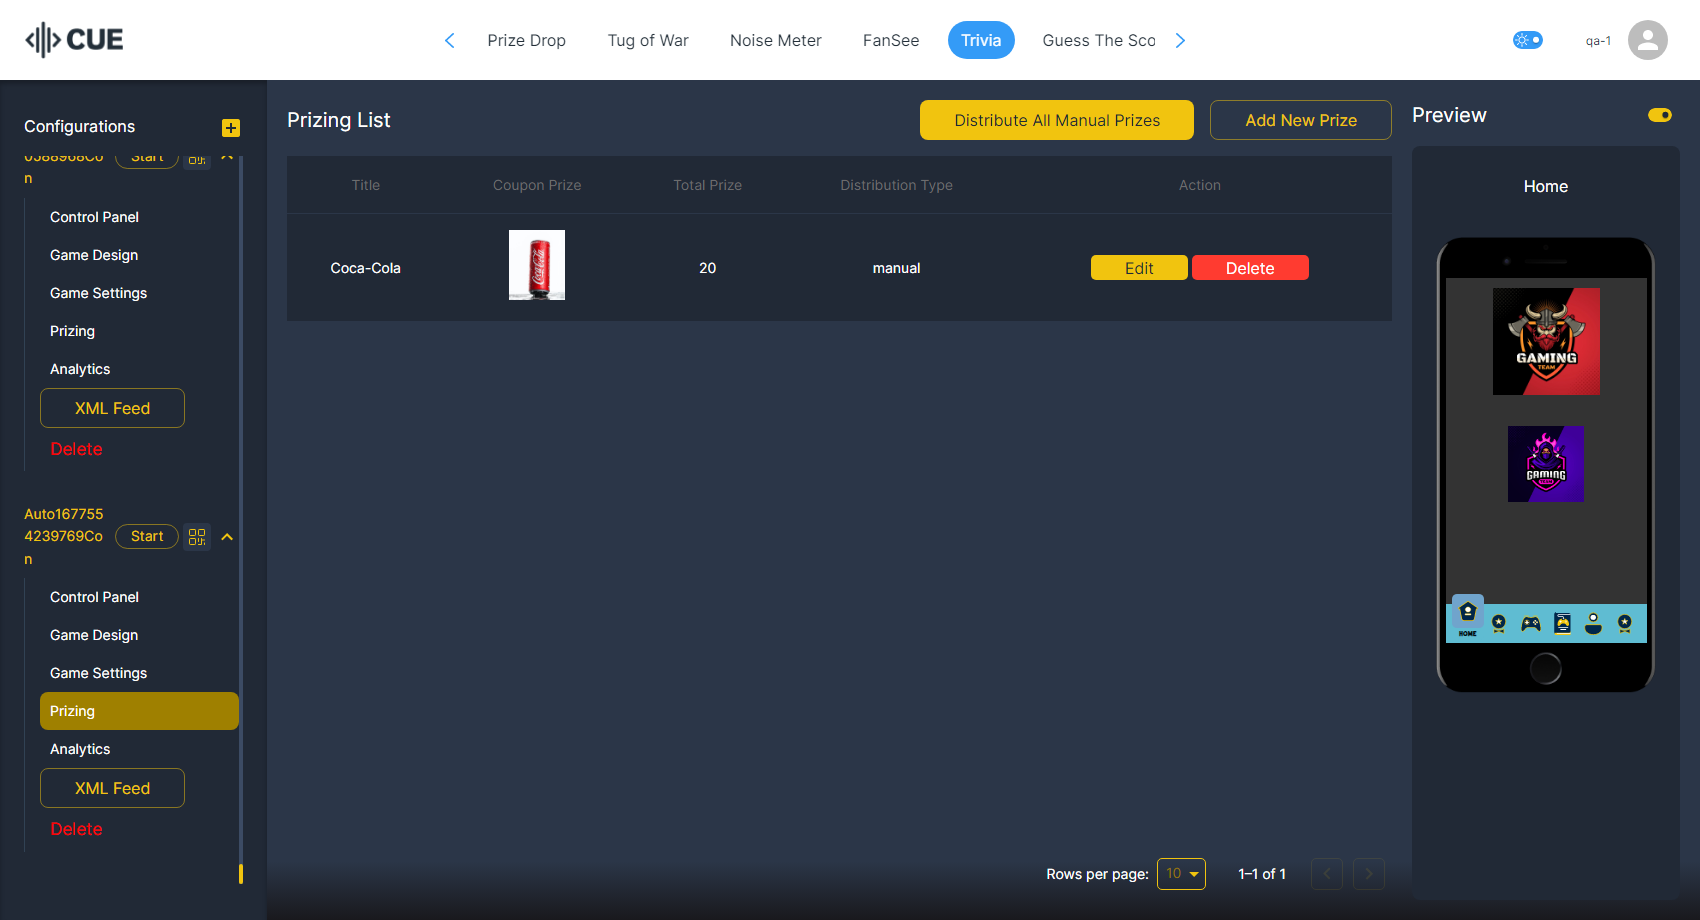 CUE
Prize Drop
Tug of War
Noise Meter
FanSee
Trivia
Guess The Sco
qa-1
Configurations
0588968Co
n
Start
Control Panel
Game Design
Game Settings
Prizing
Analytics
XML Feed
Delete
Auto167755
4239769Co
n
Start
Control Panel
Game Design
Game Settings
Prizing
Analytics
XML Feed
Delete
Prizing List
Distribute All Manual Prizes
Add New Prize
Title
Coupon Prize
Total Prize
Distribution Type
Action
Coca-Cola
Coca-Cola
20
manual
Edit
Delete
Rows per page:
10
1–1 of 1
Preview
Home
GAMING
TEAM
GAMING
TEAM
HOME